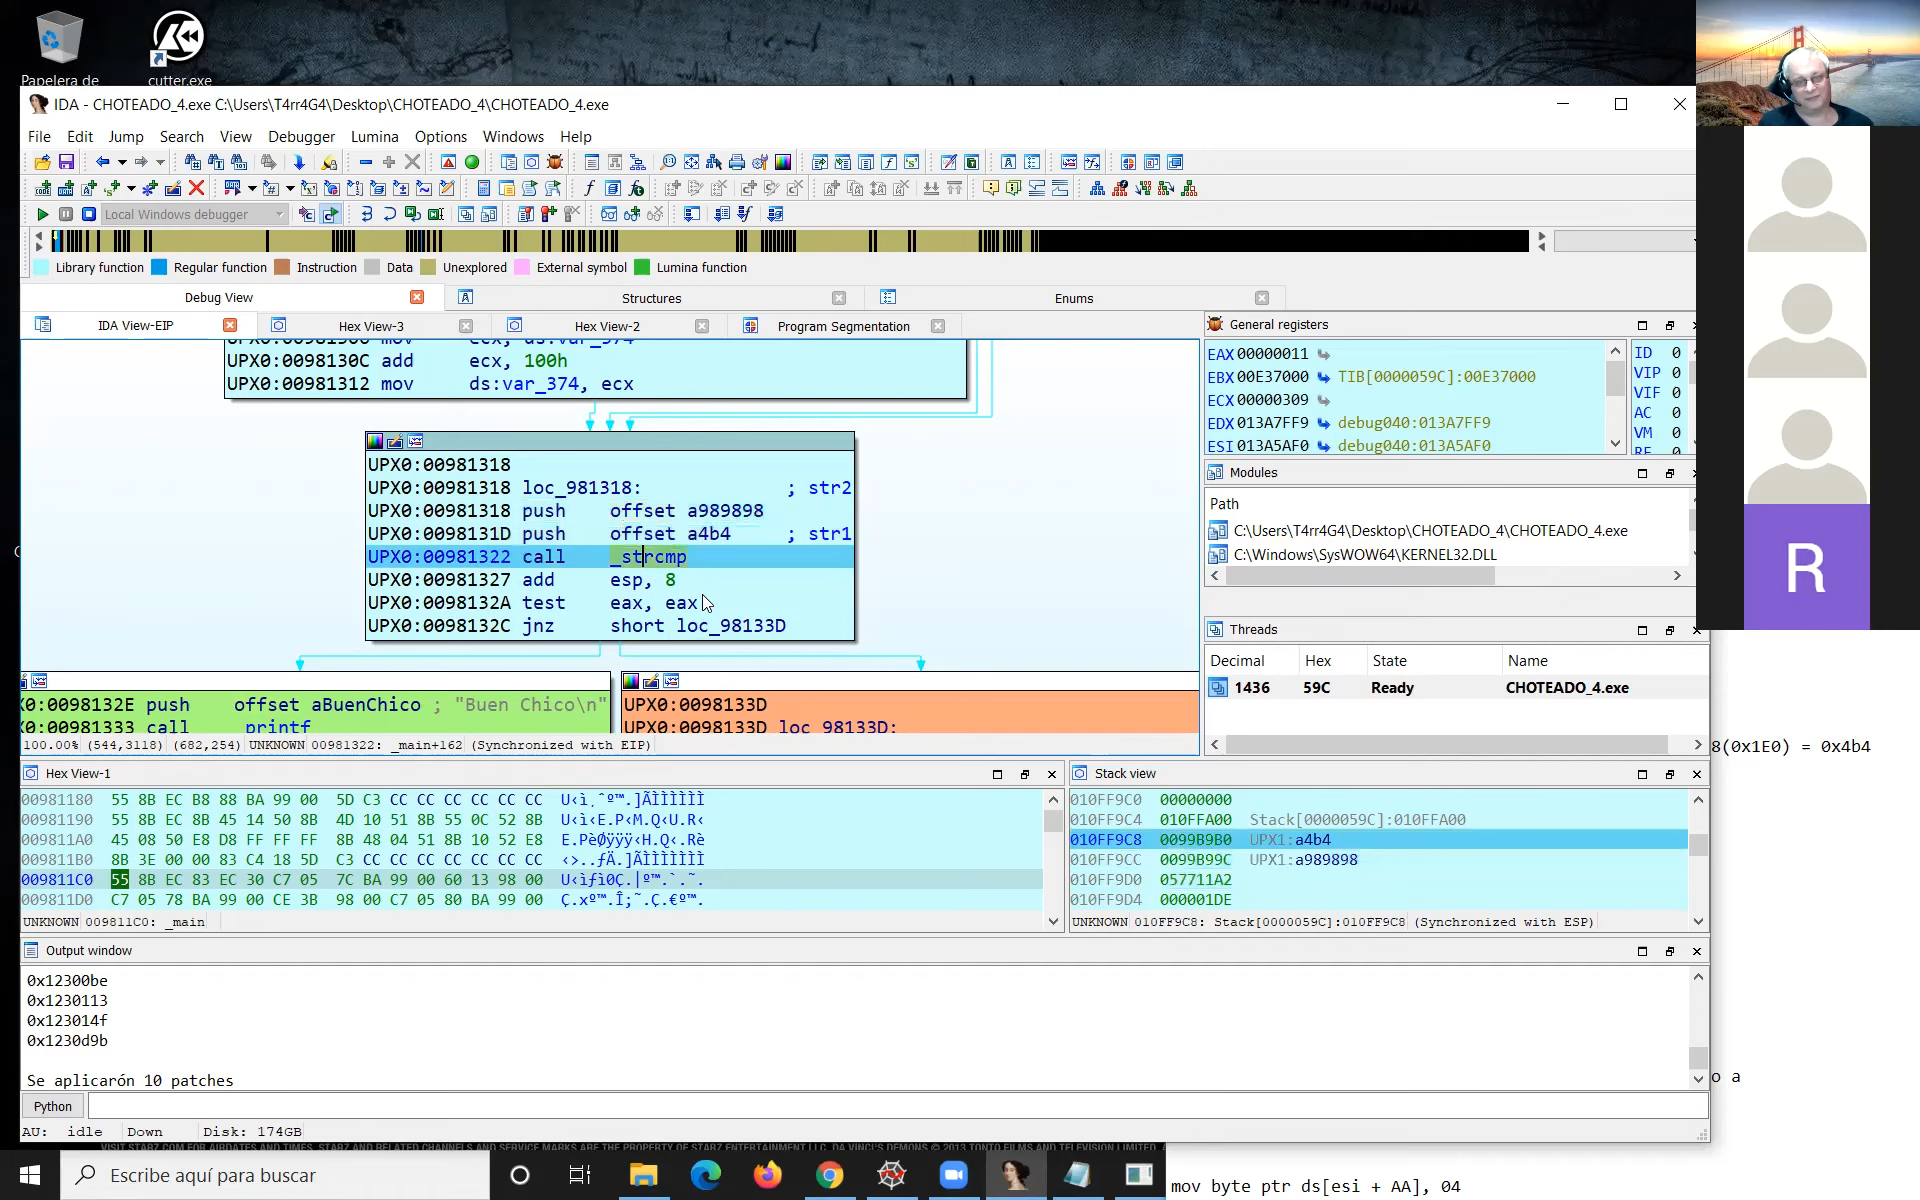 Papelera de
cutter.exe
IDA - CHOTEADO_4.exe C:\Users\T4rr4G4\Desktop\CHOTEADO_4\CHOTEADO_4.exe
File Edit Jump Search View Debugger Lumina Options Windows Help
Local Windows debugger
Library function Regular function Instruction Data Unexplored External symbol Lumina function
Debug View Structures Enums
IDA View-EIP Hex View-3 Hex View-2 Program Segmentation
UPX0:0098130C add ecx, 100h
UPX0:00981312 mov ds:var_374, ecx
UPX0:00981318
UPX0:00981318 loc_981318: ; str2
UPX0:00981318 push offset a989898
UPX0:0098131D push offset a4b4 ; str1
UPX0:00981322 call _strcmp
UPX0:00981327 add esp, 8
UPX0:0098132A test eax, eax
UPX0:0098132C jnz short loc_98133D
X0:0098132E push offset aBuenChico ; "Buen Chico\n"
X0:00981333 call printf
UPX0:0098133D
UPX0:0098133D loc_98133D:
100.00% (544,3118) (682,254) UNKNOWN 00981322: _main+162 (Synchronized with EIP)
General registers
EAX 00000011
EBX 00E37000 TIB[0000059C]:00E37000
ECX 00000309
EDX 013A7FF9 debug040:013A7FF9
ESI 013A5AF0 debug040:013A5AF0
ID 0
VIP 0
VIF 0
AC 0
VM 0
RF 0
Modules
Path
C:\Users\T4rr4G4\Desktop\CHOTEADO_4\CHOTEADO_4.exe
C:\Windows\SysWOW64\KERNEL32.DLL
Threads
Decimal Hex State Name
1436 59C Ready CHOTEADO_4.exe
R
8(0x1E0) = 0x4b4
Hex View-1
00981180 55 8B EC B8 88 BA 99 00 5D C3 CC CC CC CC CC CC U‹ì¸ˆº™.]ÃÌÌÌÌÌÌ
00981190 55 8B EC 8B 45 14 50 8B 4D 10 51 8B 55 0C 52 8B U‹ì‹E.P‹M.Q‹U.R‹
009811A0 45 08 50 E8 D8 FF FF FF 8B 48 04 51 8B 10 52 E8 E.PèØÿÿÿ‹H.Q‹.Rè
009811B0 8B 3E 00 00 83 C4 18 5D C3 CC CC CC CC CC CC CC ‹>..ƒÄ.]ÃÌÌÌÌÌÌÌ
009811C0 55 8B EC 83 EC 30 C7 05 7C BA 99 00 60 13 98 00 U‹ìƒì0Ç.|º™.`.˜.
009811D0 C7 05 78 BA 99 00 CE 3B 98 00 C7 05 80 BA 99 00 Ç.xº™.Î;˜.Ç.€º™.
UNKNOWN 009811C0: _main
Stack view
010FF9C0 00000000
010FF9C4 010FFA00 Stack[0000059C]:010FFA00
010FF9C8 0099B9B0 UPX1:a4b4
010FF9CC 0099B99C UPX1:a989898
010FF9D0 057711A2
010FF9D4 000001DE
UNKNOWN 010FF9C8: Stack[0000059C]:010FF9C8 (Synchronized with ESP)
Output window
0x12300be
0x1230113
0x123014f
0x1230d9b
Se aplicarón 10 patches
o a
Python
AU: idle Down Disk: 174GB
Escribe aquí para buscar
mov byte ptr ds[esi + AA], 04